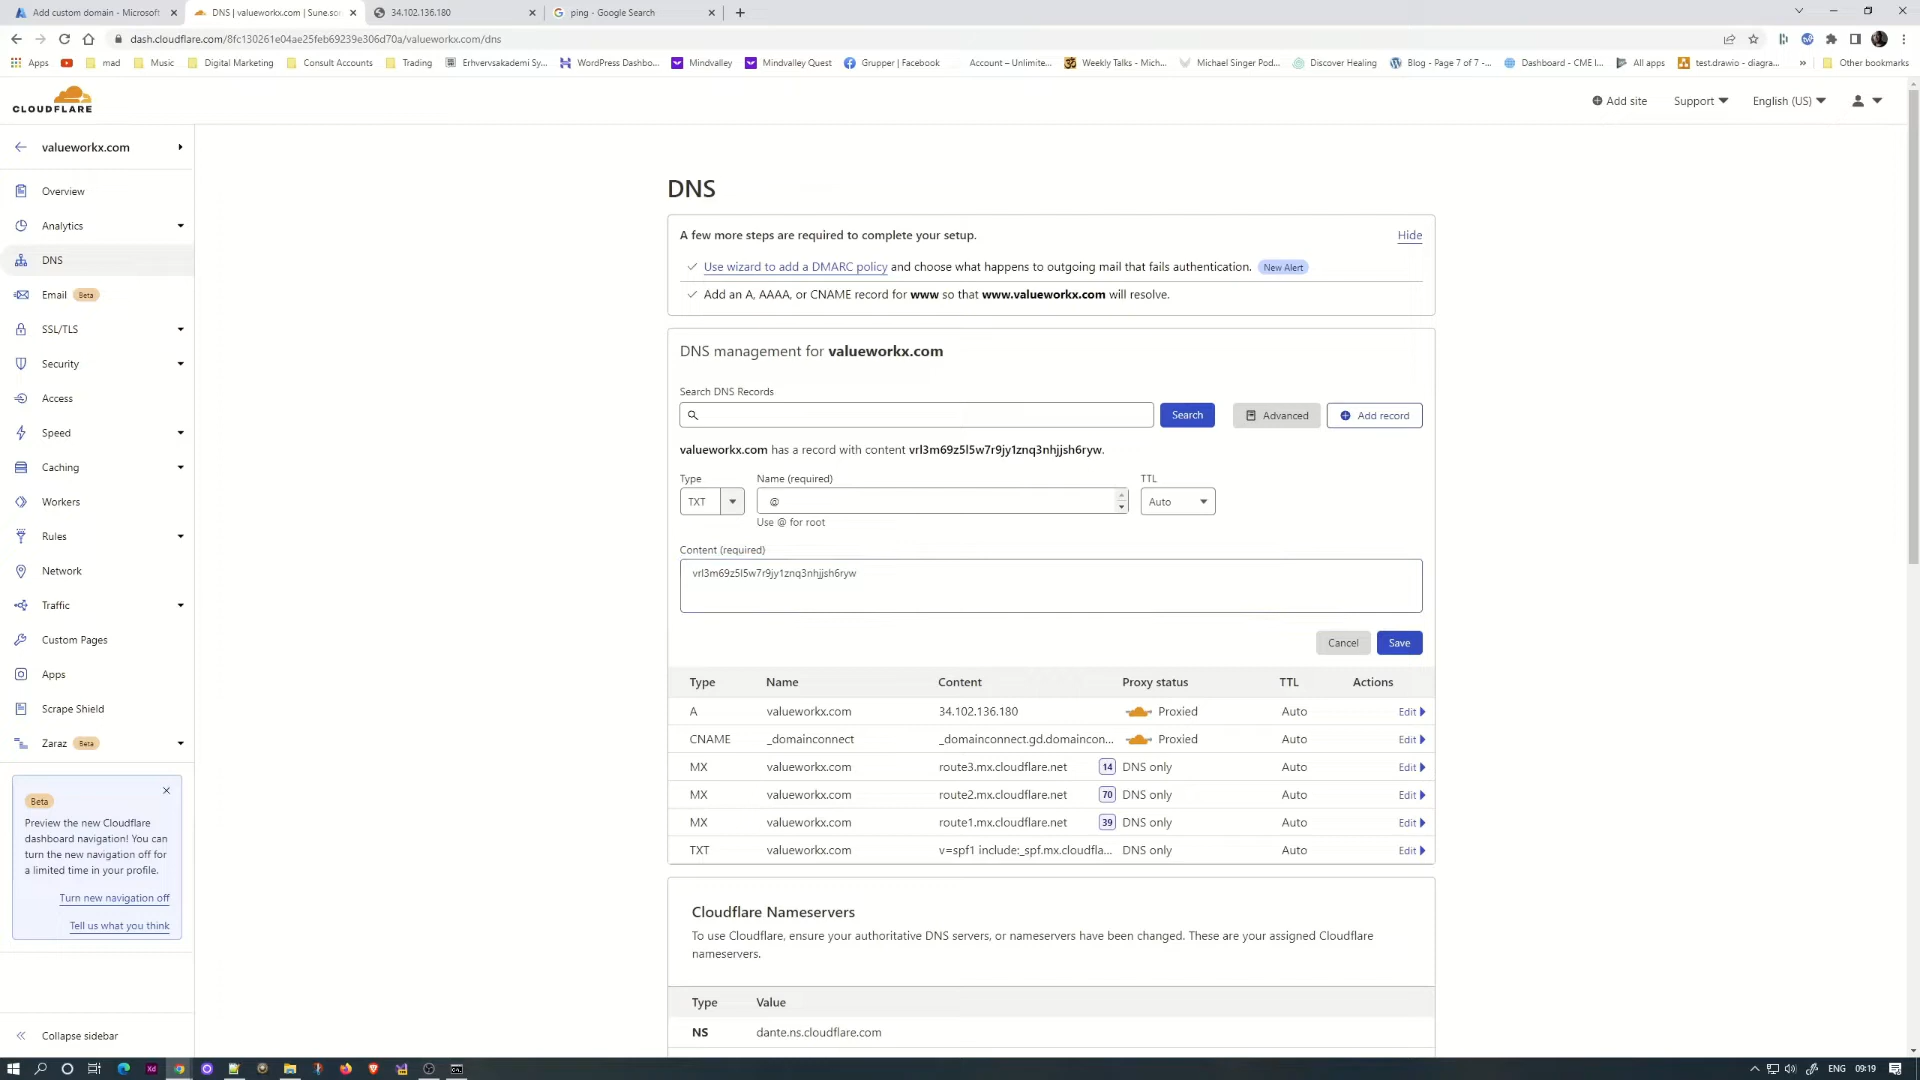 Add custom domain - Microsoft
DNS | valueworkx.com | Sune.sor
34.102.136.180
ping - Google Search
dash.cloudflare.com/8fc130261e04ae25feb69239e306d70a/valueworkx.com/dns
Apps
mad
Music
Digital Marketing
Consult Accounts
Trading
Erhvervsakademi Sy...
WordPress Dashbo...
Mindvalley
Mindvalley Quest
Grupper | Facebook
Account – Unlimite...
Weekly Talks - Mich...
Michael Singer Pod...
Discover Healing
Blog - Page 7 of 7 -...
Dashboard - CME I...
All apps
test.drawio - diagra...
»
Other bookmarks
CLOUDFLARE
Add site
Support
English (US)
valueworkx.com
Overview
Analytics
DNS
Email Beta
SSL/TLS
Security
Access
Speed
Caching
Workers
Rules
Network
Traffic
Custom Pages
Apps
Scrape Shield
Zaraz Beta
Beta
Preview the new Cloudflare
dashboard navigation! You can
turn the new navigation off for
a limited time in your profile.
Turn new navigation off
Tell us what you think
Collapse sidebar
DNS
A few more steps are required to complete your setup.
Hide
Use wizard to add a DMARC policy and choose what happens to outgoing mail that fails authentication. New Alert
Add an A, AAAA, or CNAME record for www so that www.valueworkx.com will resolve.
DNS management for valueworkx.com
Search DNS Records
Search
Advanced
Add record
valueworkx.com has a record with content vrl3m69z5l5w7r9jy1znq3nhjjsh6ryw.
Type Name (required) TTL
TXT @ Auto
Use @ for root
Content (required)
vrl3m69z5l5w7r9jy1znq3nhjjsh6ryw
Cancel Save
Type Name Content Proxy status TTL Actions
A valueworkx.com 34.102.136.180 Proxied Auto Edit
CNAME _domainconnect _domainconnect.gd.domaincon... Proxied Auto Edit
MX valueworkx.com route3.mx.cloudflare.net 14 DNS only Auto Edit
MX valueworkx.com route2.mx.cloudflare.net 70 DNS only Auto Edit
MX valueworkx.com route1.mx.cloudflare.net 39 DNS only Auto Edit
TXT valueworkx.com v=spf1 include:_spf.mx.cloudfla... DNS only Auto Edit
Cloudflare Nameservers
To use Cloudflare, ensure your authoritative DNS servers, or nameservers have been changed. These are your assigned Cloudflare
nameservers.
Type Value
NS dante.ns.cloudflare.com
Xd
ENG 09:19